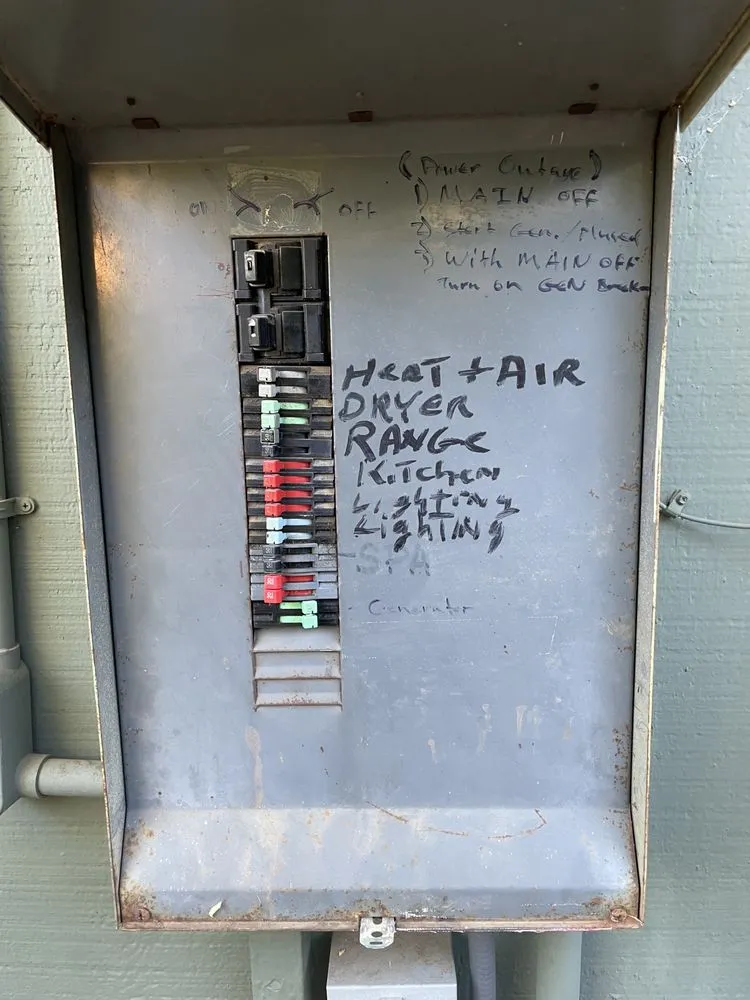 (Power Outage)
ON OFF
1) MAIN OFF
2) Start Gen./Plugged
3) With MAIN OFF
Turn on GEN Breaker
HEAT + AIR
DRYER
RANGE
KiTchen
LighTing
LighTiNg
-SPA
- Generator